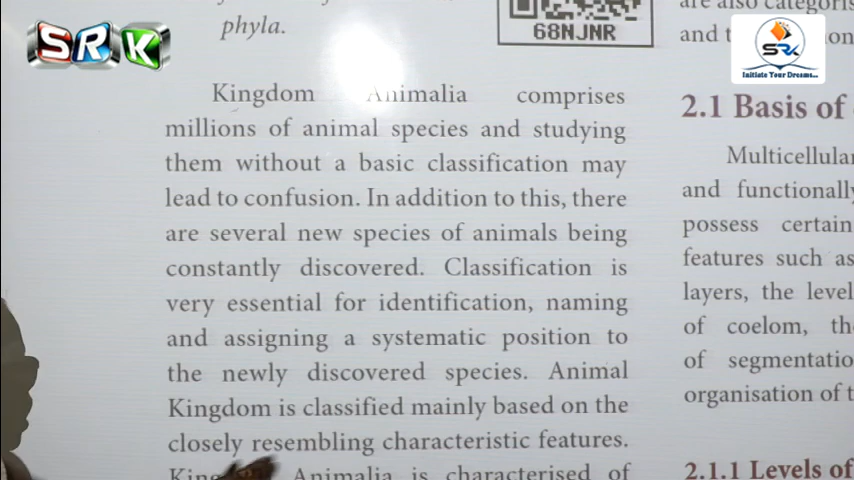 SRK
phyla.
68NJNR
Kingdom Animalia comprises
millions of animal species and studying
them without a basic classification may
lead to confusion. In addition to this, there
are several new species of animals being
constantly discovered. Classification is
very essential for identification, naming
and assigning a systematic position to
the newly discovered species. Animal
Kingdom is classified mainly based on the
closely resembling characteristic features.
Animalia is characterised of
are also
and
SRK
Initiate Your Dreams...
2.1 Basis of
Multicellular
and functionally
possess certain
features such as
layers, the level
of coelom,
of
organisation of
2.1.1 Levels of